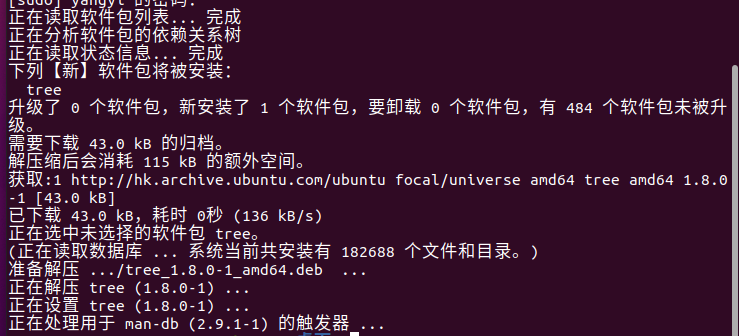 [sudo] yangyl 的密码:
正在读取软件包列表... 完成
正在分析软件包的依赖关系树
正在读取状态信息... 完成
下列【新】软件包将被安装:
tree
升级了 0 个软件包,新安装了 1 个软件包,要卸载 0 个软件包,有 484 个软件包未被升
级。
需要下载 43.0 kB 的归档。
解压缩后会消耗 115 kB 的额外空间。
获取:1 http://hk.archive.ubuntu.com/ubuntu focal/universe amd64 tree amd64 1.8.0
-1 [43.0 kB]
已下载 43.0 kB,耗时 0秒 (136 kB/s)
正在选中未选择的软件包 tree。
(正在读取数据库 ... 系统当前共安装有 182688 个文件和目录。)
准备解压 .../tree_1.8.0-1_amd64.deb  ...
正在解压 tree (1.8.0-1) ...
正在设置 tree (1.8.0-1) ...
正在处理用于 man-db (2.9.1-1) 的触发器 ...